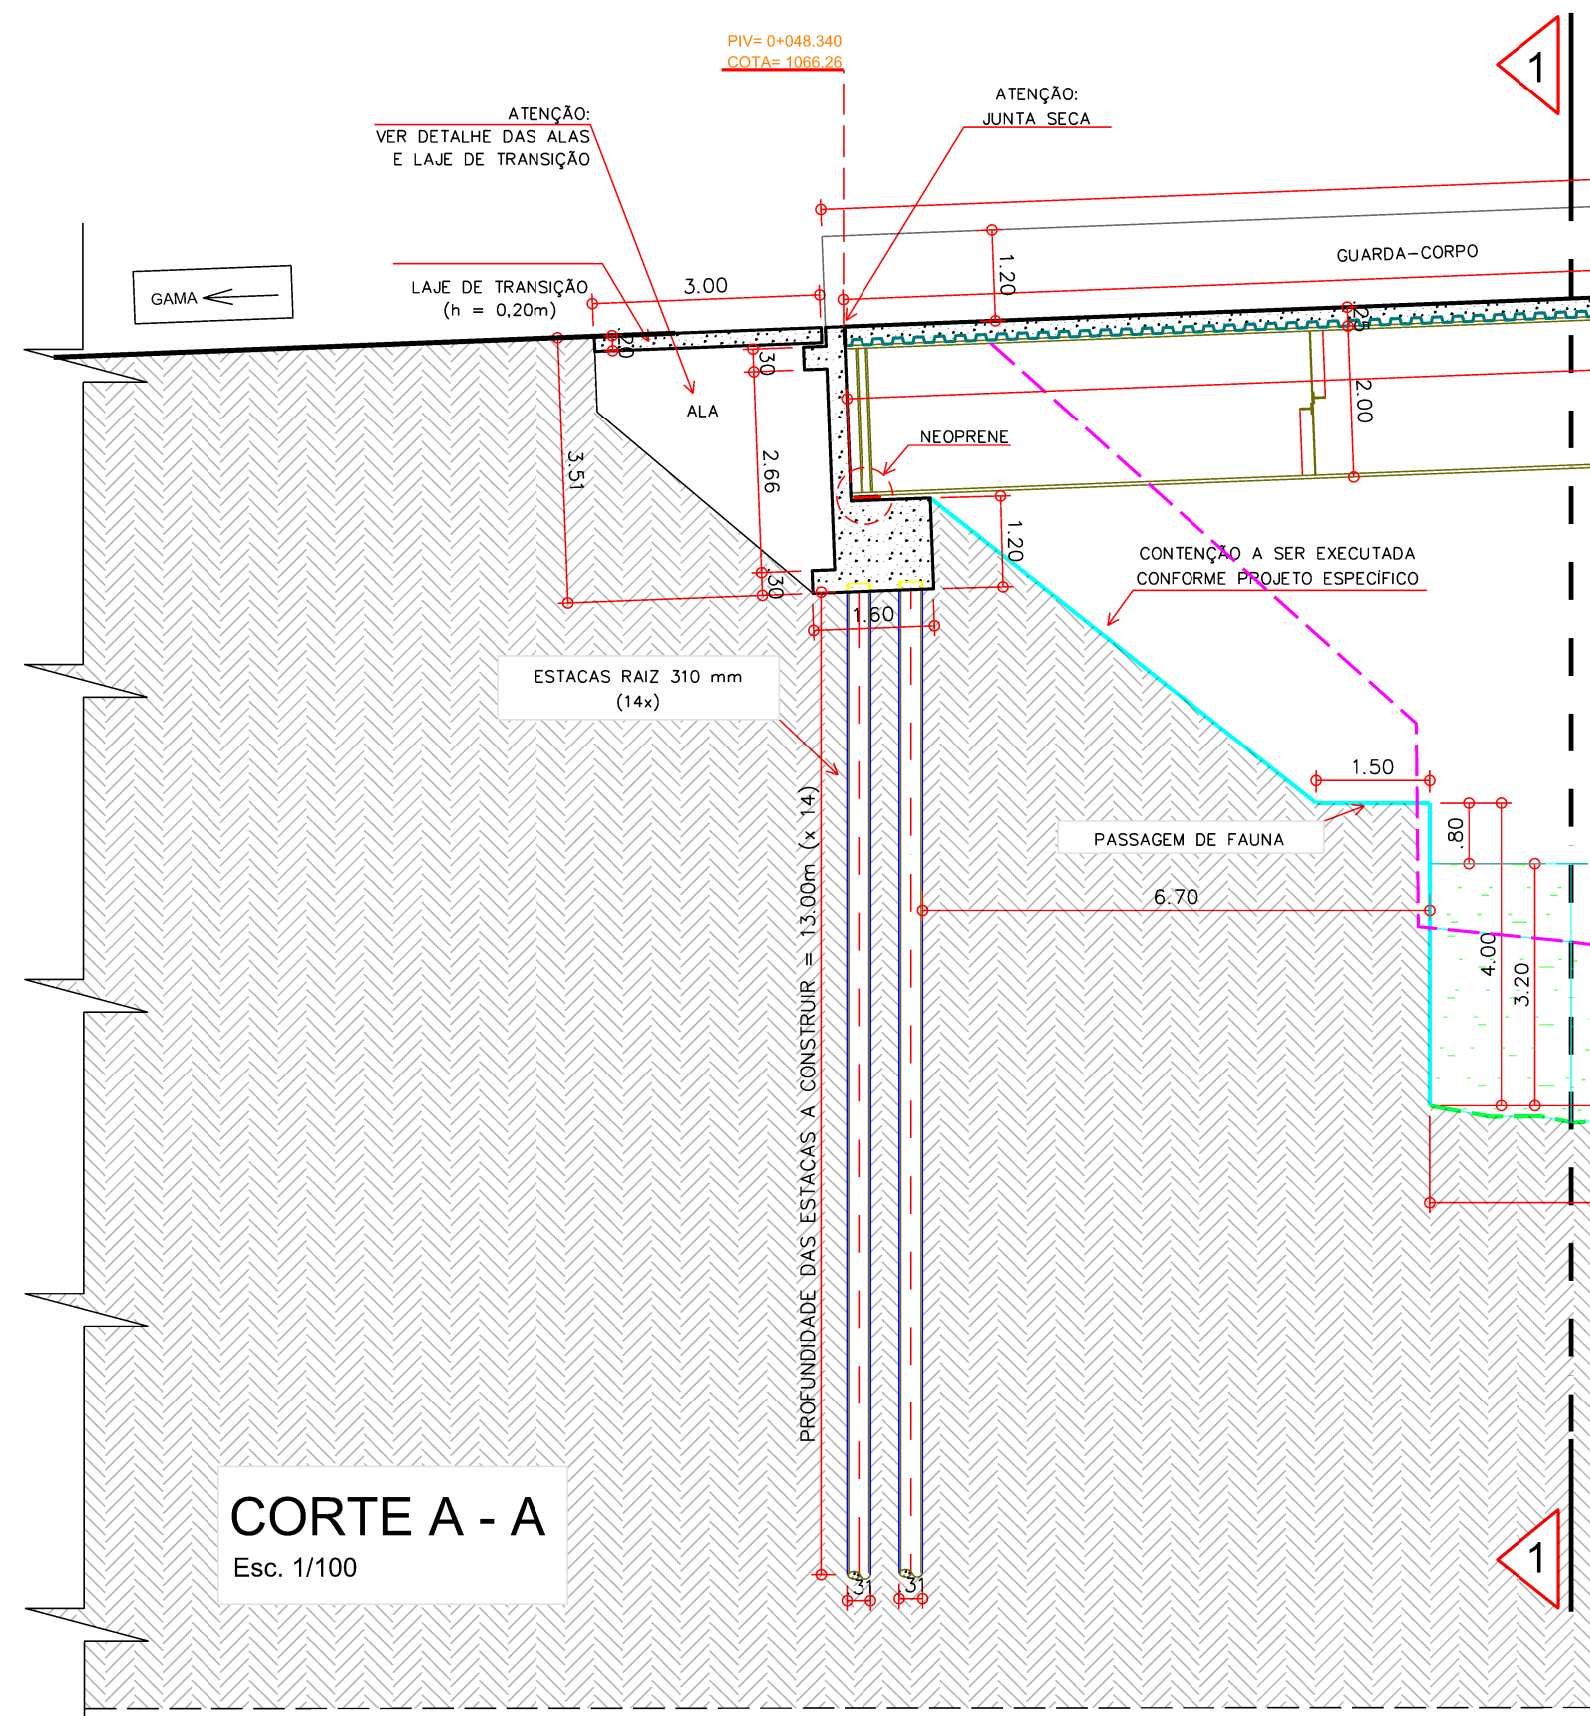 PIV= 0+048.340
COTA= 1066.26
1
ATENÇÃO:
JUNTA SECA
ATENÇÃO:
VER DETALHE DAS ALAS
E LAJE DE TRANSIÇÃO
GUARDA-CORPO
1.20
GAMA
LAJE DE TRANSIÇÃO
(h = 0,20m)
3.00
.25
.20
.30
2.00
ALA
NEOPRENE
3.51
2.66
1.20
CONTENÇÃO A SER EXECUTADA
CONFORME PROJETO ESPECÍFICO
.30
1.60
ESTACAS RAIZ 310 mm
(14x)
1.50
.80
PASSAGEM DE FAUNA
6.70
4.00
3.20
PROFUNDIDADE DAS ESTACAS A CONSTRUIR = 13.00m (x 14)
CORTE A - A
Esc. 1/100
.31
.31
1